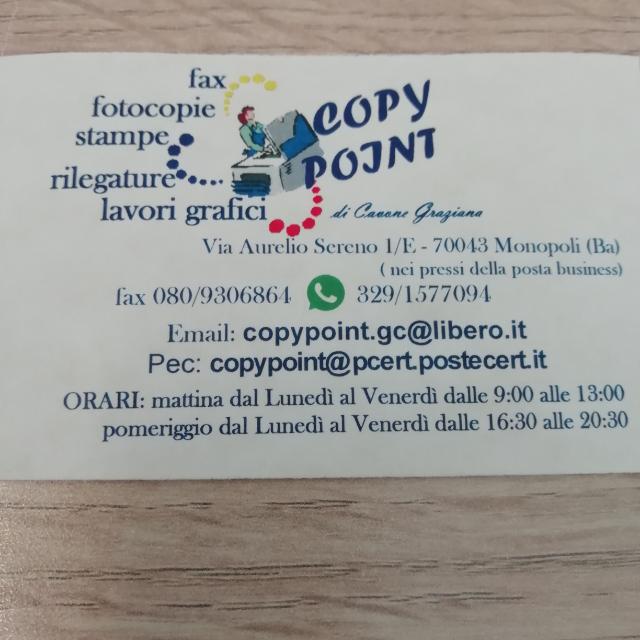 fax
fotocopie
stampe
rilegature
lavori grafici
COPY
POINT
di Cavone Graziana
Via Aurelio Sereno 1/E - 70043 Monopoli (Ba)
( nei pressi della posta business)
fax 080/9306864 329/1577094
Email: copypoint.gc@libero.it
Pec: copypoint@pcert.postecert.it
ORARI: mattina dal Lunedì al Venerdì dalle 9:00 alle 13:00
pomeriggio dal Lunedì al Venerdì dalle 16:30 alle 20:30